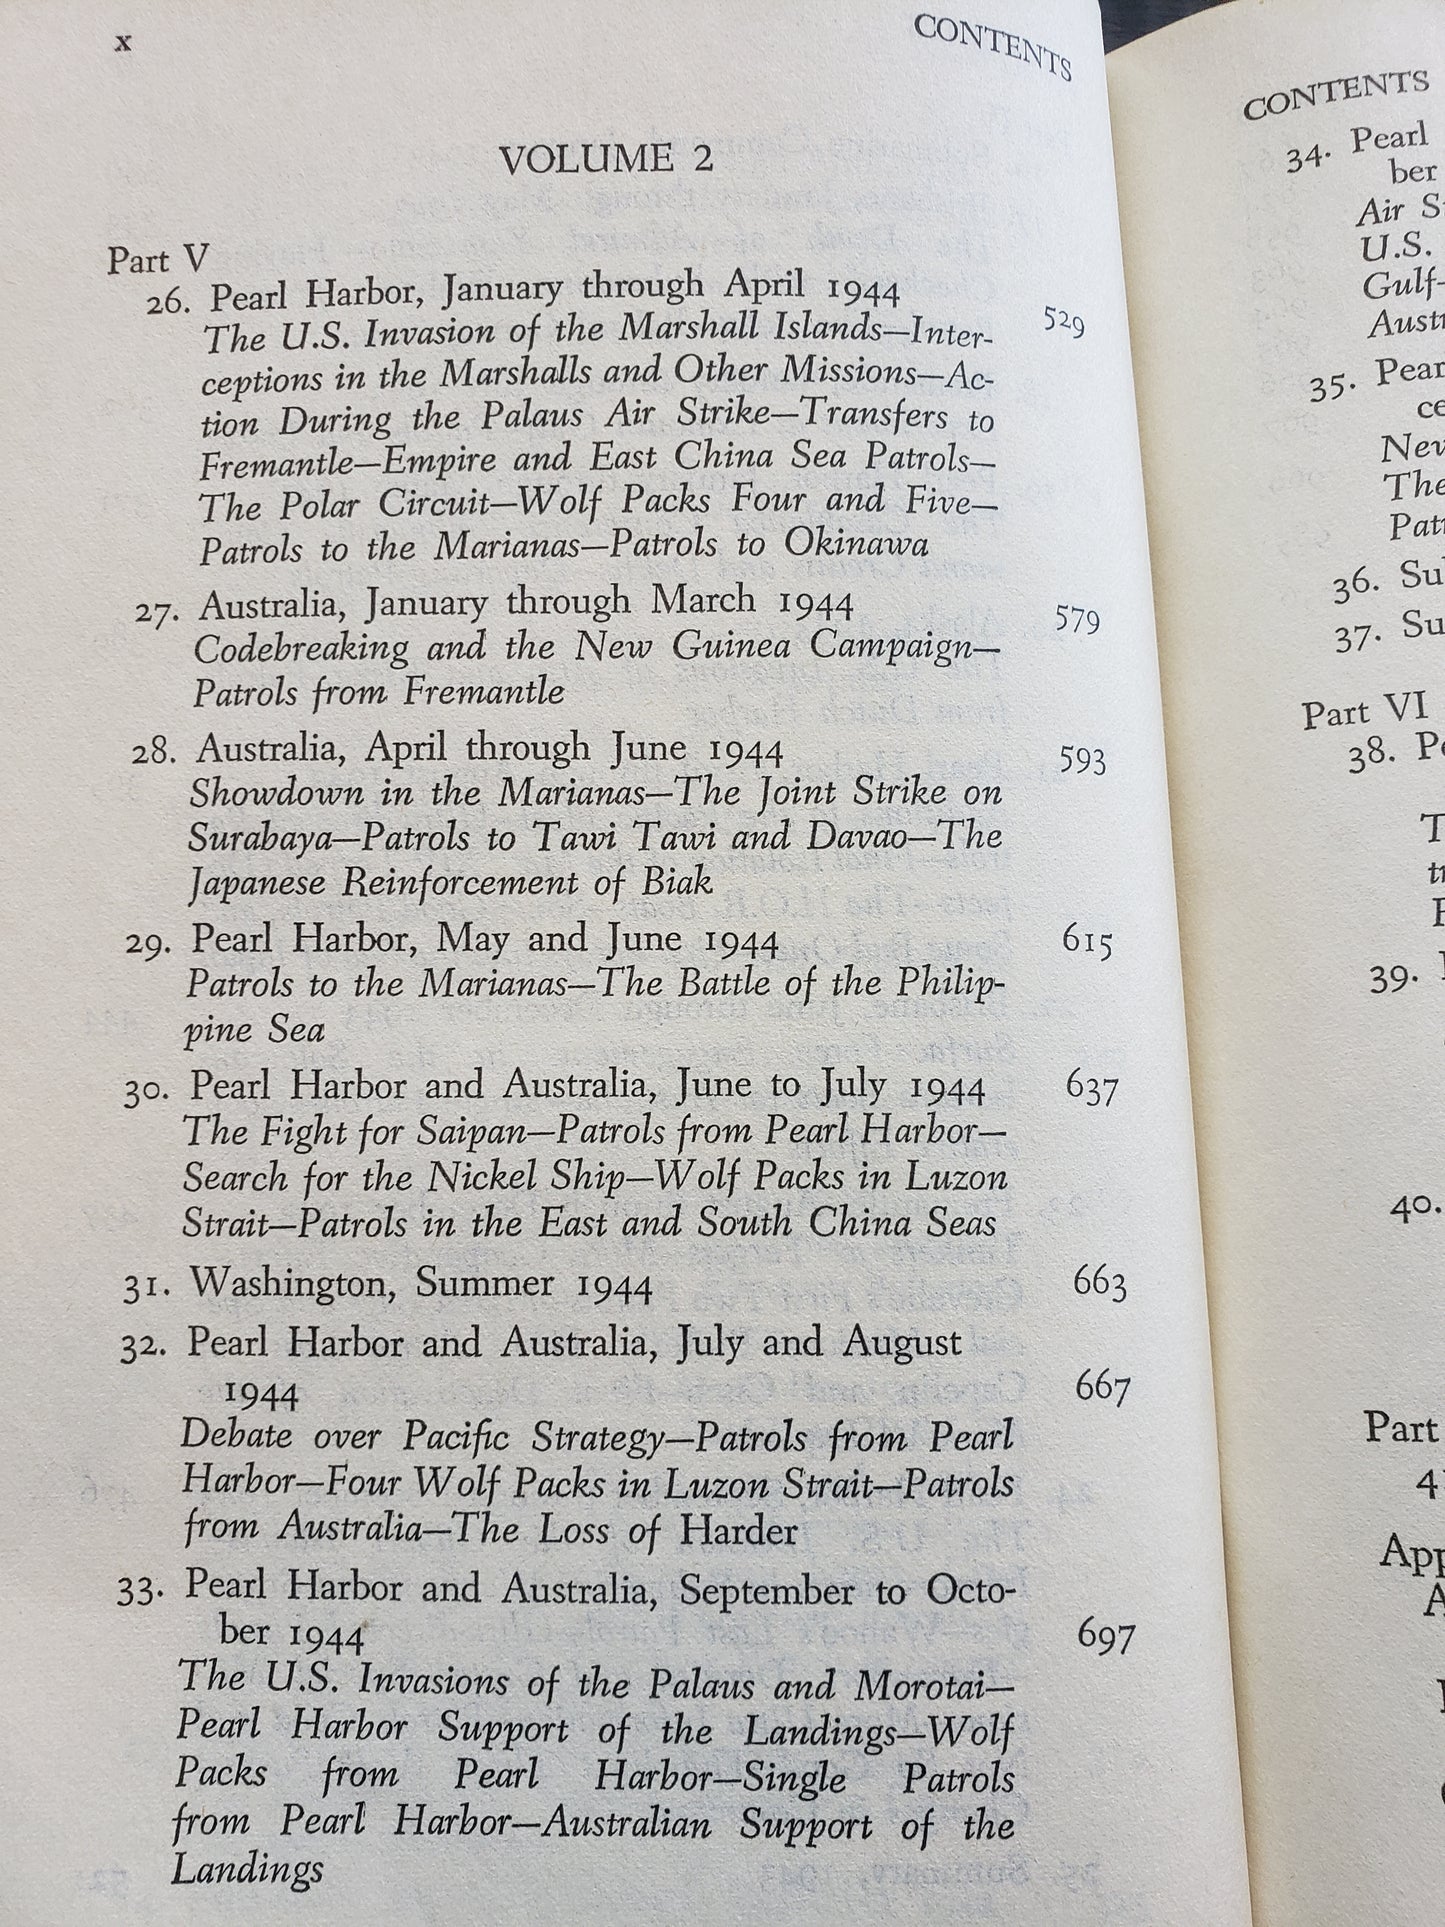 x
CONTENTS
VOLUME 2
Part V
26. Pearl Harbor, January through April 1944 529
The U.S. Invasion of the Marshall Islands—Inter-
ceptions in the Marshalls and Other Missions—Ac-
tion During the Palaus Air Strike—Transfers to
Fremantle—Empire and East China Sea Patrols—
The Polar Circuit—Wolf Packs Four and Five—
Patrols to the Marianas—Patrols to Okinawa
27. Australia, January through March 1944 579
Codebreaking and the New Guinea Campaign—
Patrols from Fremantle
28. Australia, April through June 1944 593
Showdown in the Marianas—The Joint Strike on
Surabaya—Patrols to Tawi Tawi and Davao—The
Japanese Reinforcement of Biak
29. Pearl Harbor, May and June 1944 615
Patrols to the Marianas—The Battle of the Philip-
pine Sea
30. Pearl Harbor and Australia, June to July 1944 637
The Fight for Saipan—Patrols from Pearl Harbor—
Search for the Nickel Ship—Wolf Packs in Luzon
Strait—Patrols in the East and South China Seas
31. Washington, Summer 1944 663
32. Pearl Harbor and Australia, July and August
1944 667
Debate over Pacific Strategy—Patrols from Pearl
Harbor—Four Wolf Packs in Luzon Strait—Patrols
from Australia—The Loss of Harder
33. Pearl Harbor and Australia, September to Octo-
ber 1944 697
The U.S. Invasions of the Palaus and Morotai—
Pearl Harbor Support of the Landings—Wolf
Packs from Pearl Harbor—Single Patrols
from Pearl Harbor—Australian Support of the
Landings
CONTENTS
34. Pearl
ber
Air
U.S.
Gulf-
35.
36.
37.
Part VI
38.
39.
40.
Part